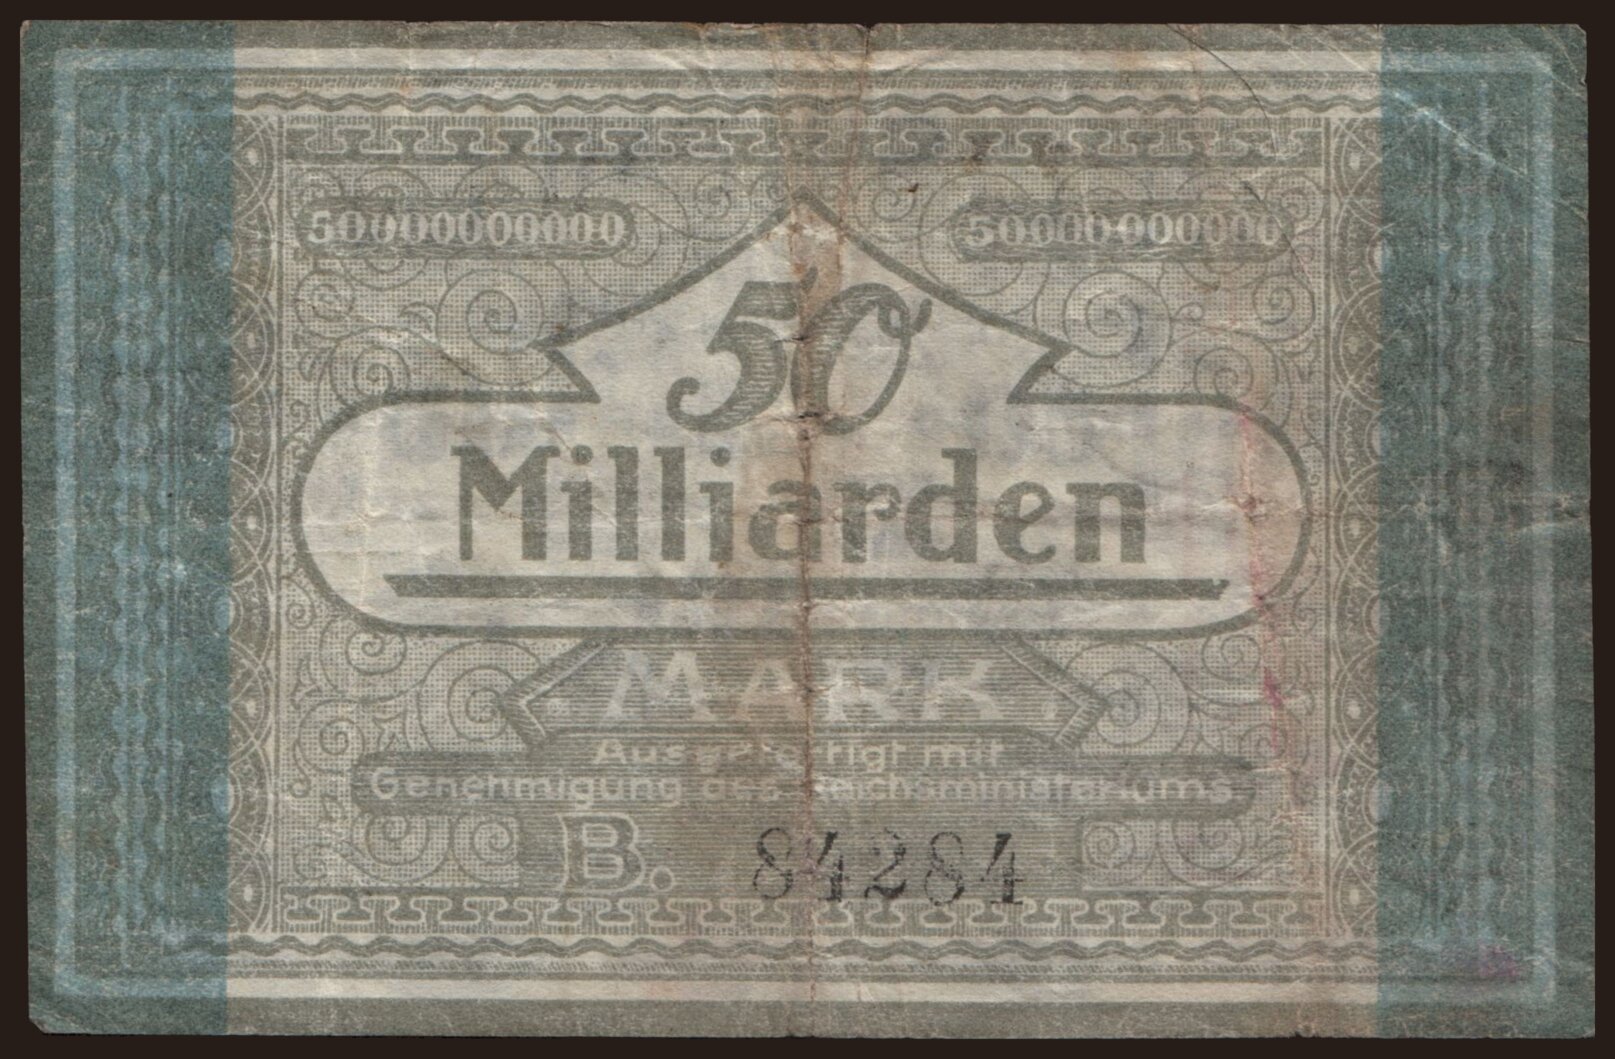 50000000000 50000000000
50
Milliarden
MARK
Ausgefertigt mit
Genehmigung des Reichsministeriums
B. 84284